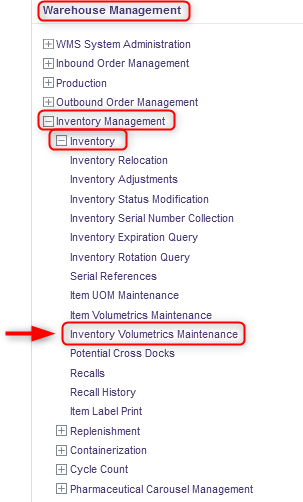 Warehouse Management
WMS System Administration
Inbound Order Management
Production
Outbound Order Management
Inventory Management
Inventory
Inventory Relocation
Inventory Adjustments
Inventory Status Modification
Inventory Serial Number Collection
Inventory Expiration Query
Inventory Rotation Query
Serial References
Item UOM Maintenance
Item Volumetrics Maintenance
Inventory Volumetrics Maintenance
Potential Cross Docks
Recalls
Recall History
Item Label Print
Replenishment
Containerization
Cycle Count
Pharmaceutical Carousel Management